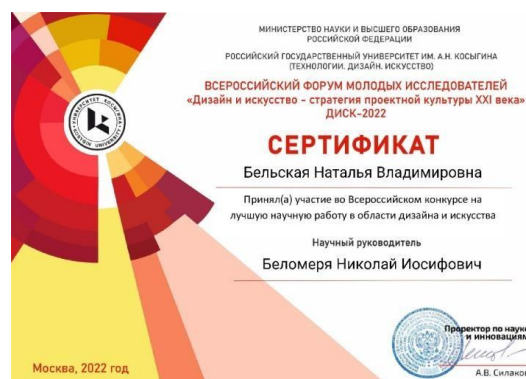 МИНИСТЕРСТВО НАУКИ И ВЫСШЕГО ОБРАЗОВАНИЯ
РОССИЙСКОЙ ФЕДЕРАЦИИ
РОССИЙСКИЙ ГОСУДАРСТВЕННЫЙ УНИВЕРСИТЕТ ИМ. А.Н. КОСЫГИНА
(ТЕХНОЛОГИИ. ДИЗАЙН. ИСКУССТВО)
ВСЕРОССИЙСКИЙ ФОРУМ МОЛОДЫХ ИССЛЕДОВАТЕЛЕЙ
«Дизайн и искусство - стратегия проектной культуры XXI века»
ДИСК-2022
СЕРТИФИКАТ
Бельская Наталья Владимировна
Принял(а) участие во Всероссийском конкурсе на
лучшую научную работу в области дизайна и искусства
Научный руководитель
Беломеря Николай Иосифович
Проректор по науке
и инновациям
А.В. Силаков
Москва, 2022 год